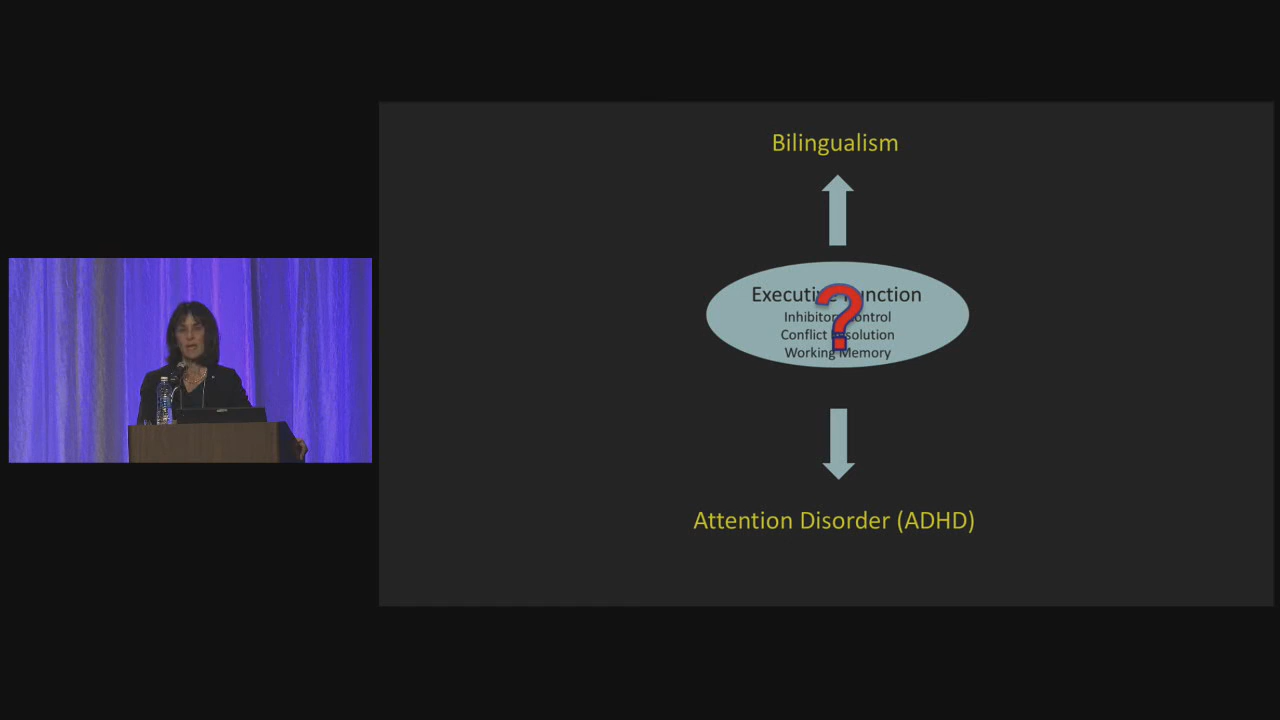 Bilingualism
Executive Function
Inhibitory Control
Conflict Resolution
Working Memory
Attention Disorder (ADHD)